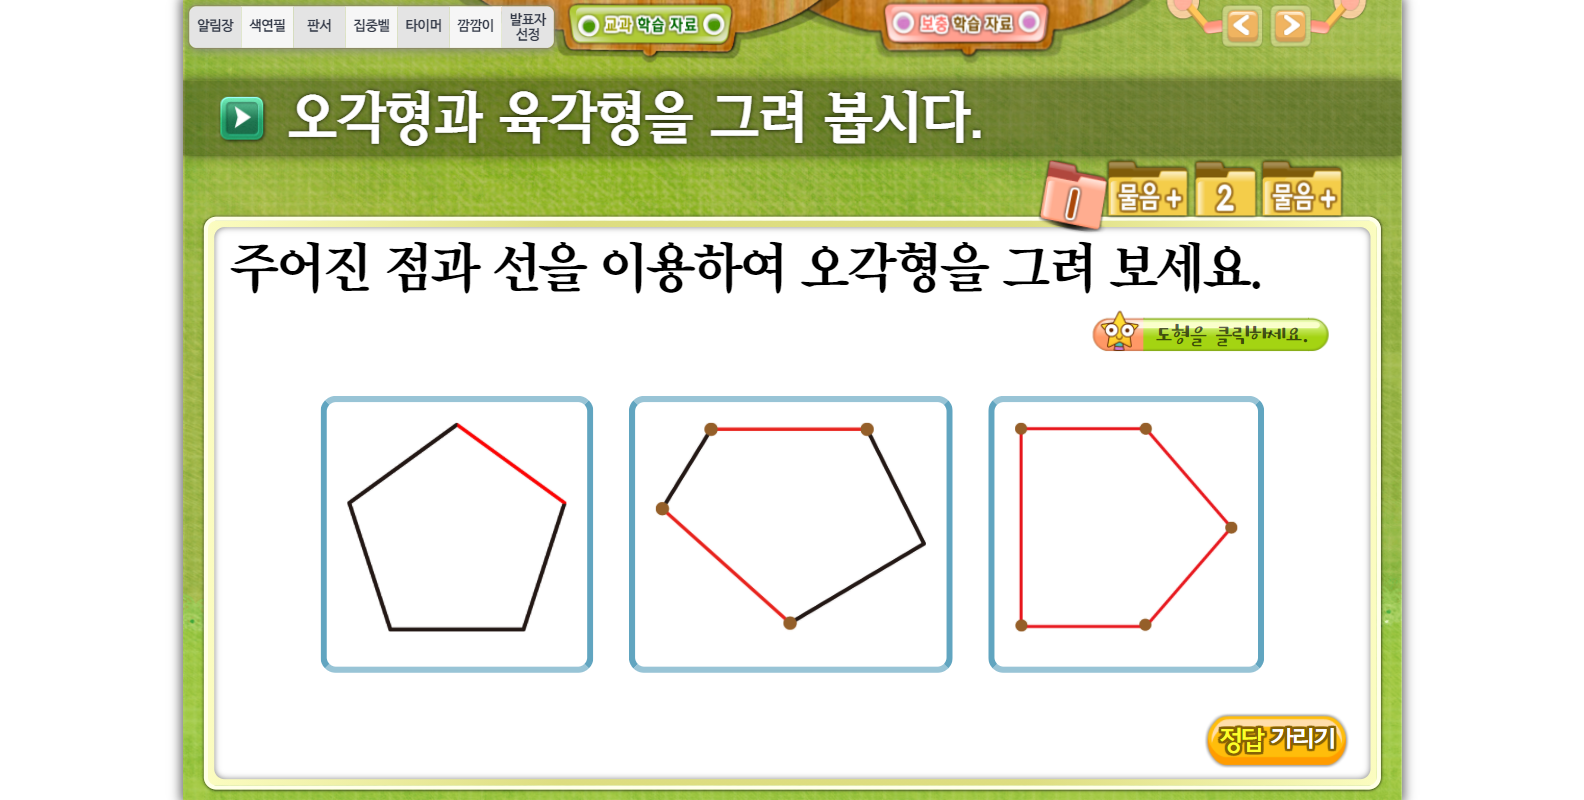 알림장 색연필 판서 집중벨 타이머 깜깜이 발표자 선정
교과 학습 자료 보충 학습 자료
오각형과 육각형을 그려 봅시다.
1 물음+ 2 물음+
주어진 점과 선을 이용하여 오각형을 그려 보세요.
도형을 클릭하세요.
정답 가리기